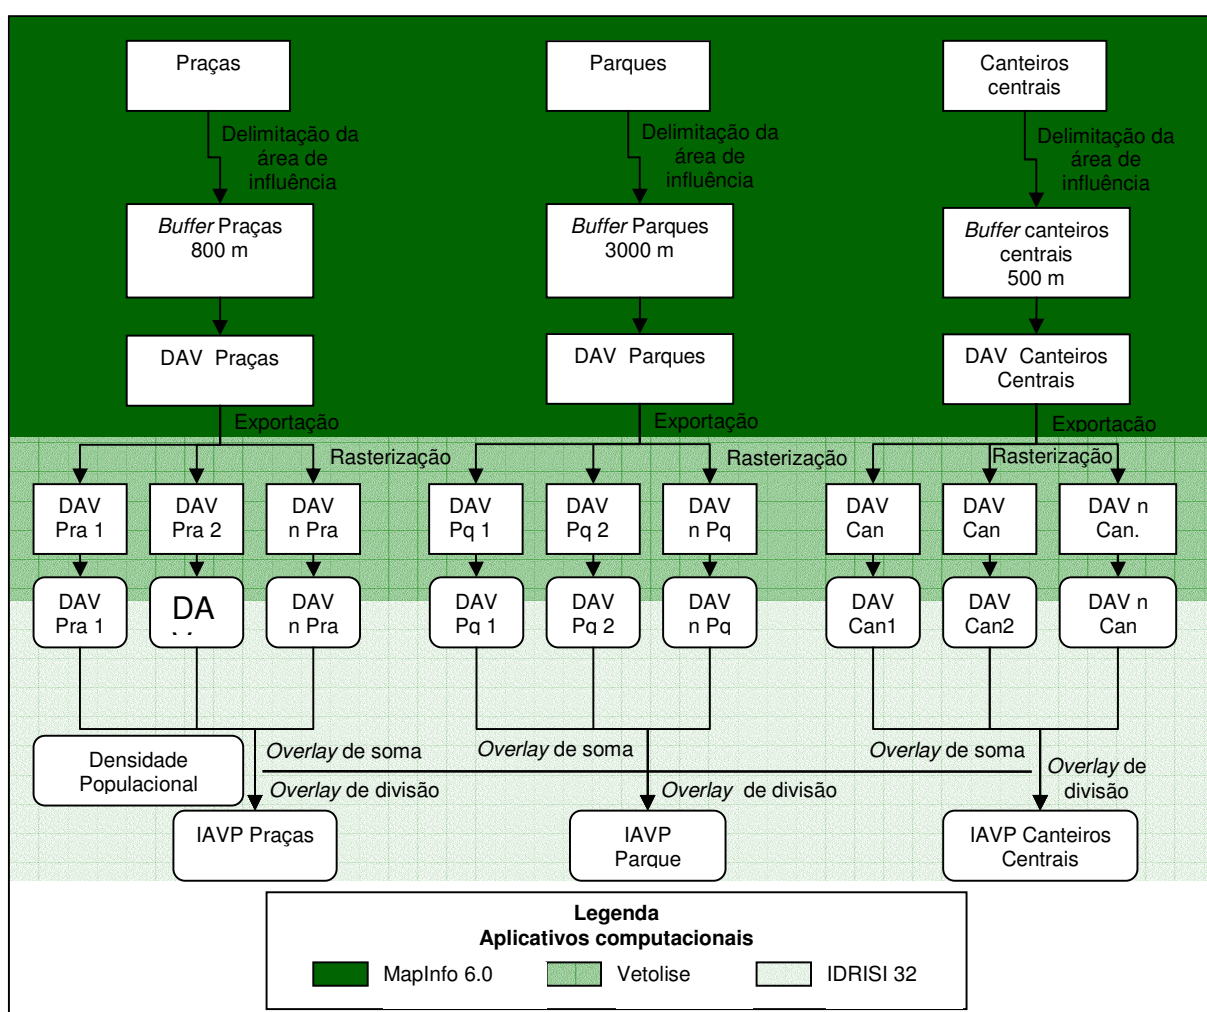 Praças
Parques
Canteiros
centrais
Delimitação da
área de
influência
Delimitação da
área de
influência
Delimitação da
área de
influência
Buffer Praças
800 m
Buffer Parques
3000 m
Buffer canteiros
centrais
500 m
DAV Praças
DAV Parques
DAV Canteiros
Centrais
Exportação
Exportação
Exportação
Rasterização
Rasterização
Rasterização
DAV
Pra 1
DAV
Pra 2
DAV
n Pra
DAV
Pq 1
DAV
Pq 2
DAV
n Pq
DAV
Can
DAV
Can
DAV n
Can.
DAV
Pra 1
DA
DAV
n Pra
DAV
Pq 1
DAV
Pq 2
DAV
n Pq
DAV
Can1
DAV
Can2
DAV n
Can
Densidade
Populacional
Overlay de soma
Overlay de soma
Overlay de soma
Overlay de divisão
Overlay de divisão
Overlay de
divisão
IAVP Praças
IAVP
Parque
IAVP Canteiros
Centrais
Legenda
Aplicativos computacionais
MapInfo 6.0
Vetolise
IDRISI 32